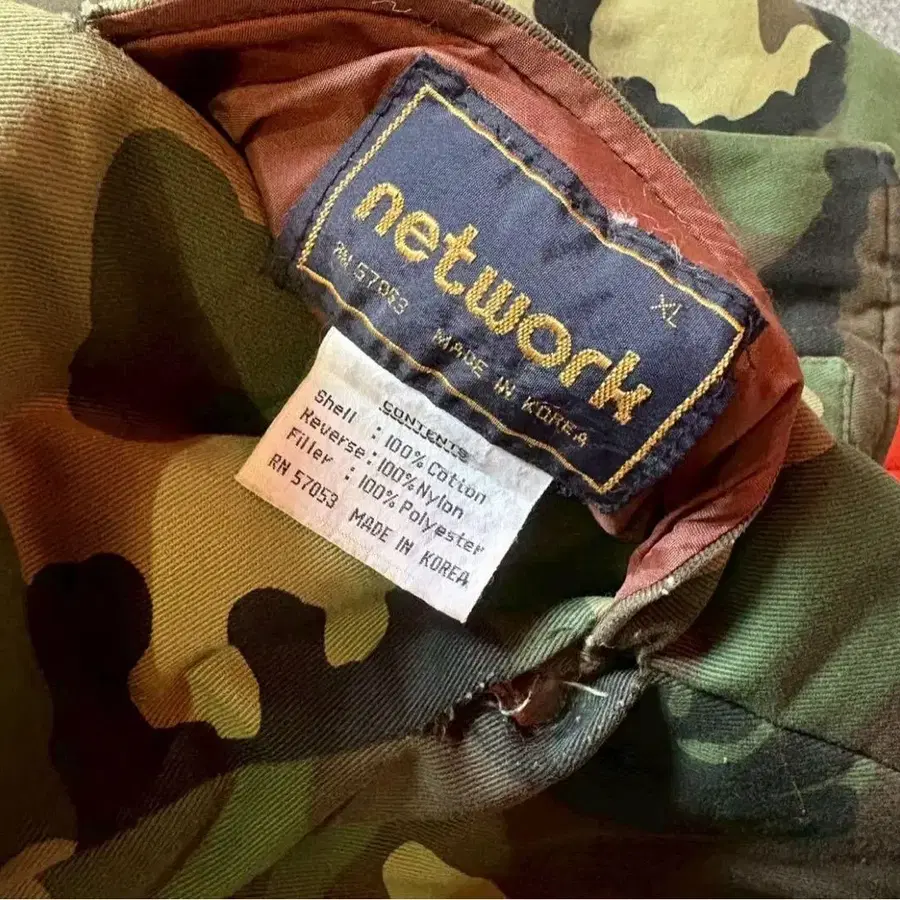 network
XL
RN 57053 MADE IN KOREA
CONTENTS
Shell : 100% Cotton
Reverse : 100% Nylon
Filler : 100% Polyester
RN 57053 MADE IN KOREA